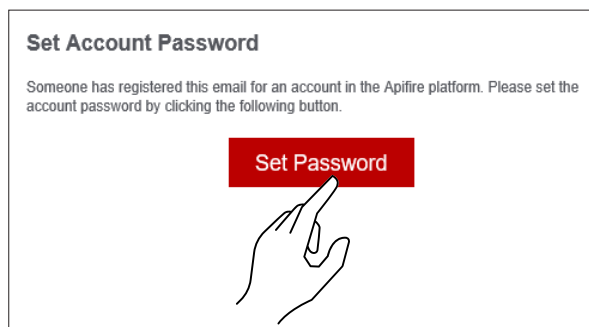 Set Account Password
Someone has registered this email for an account in the Apifire platform. Please set the
account password by clicking the following button.
Set Password